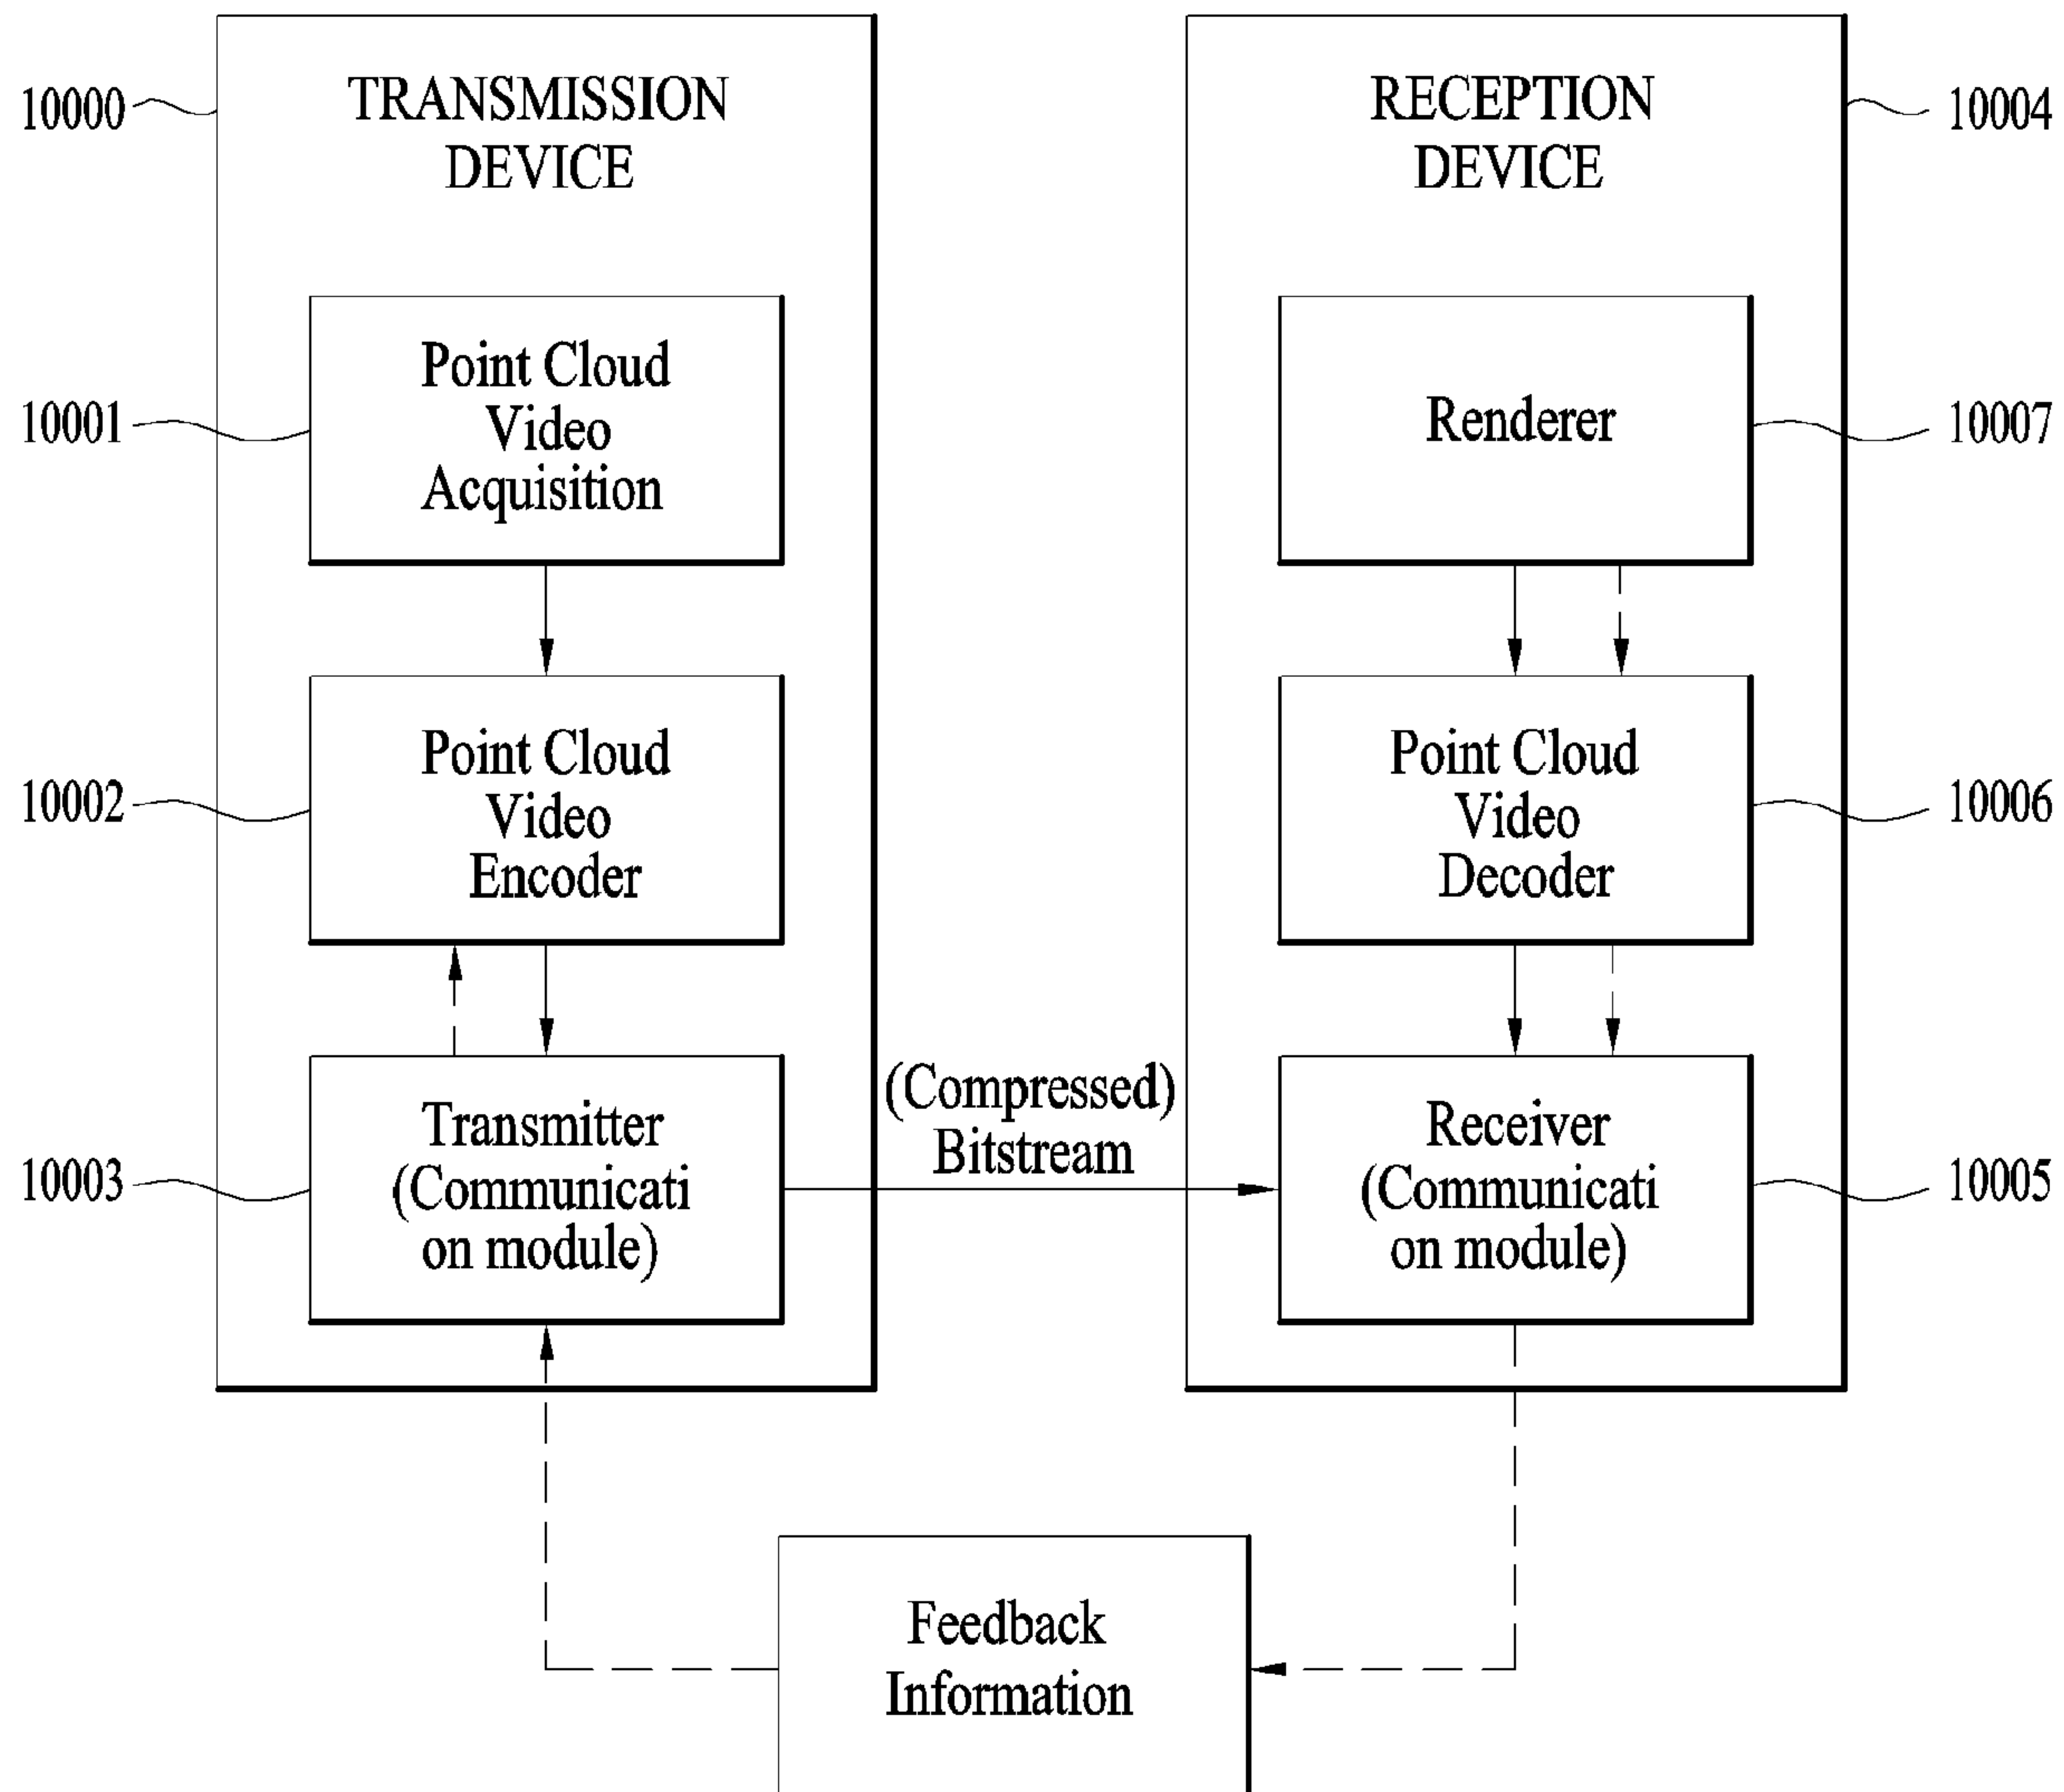 10000
TRANSMISSION
DEVICE
10001
Point Cloud
Video
Acquisition
10002
Point Cloud
Video
Encoder
10003
Transmitter
(Communicati
on module)
(Compressed)
Bitstream
RECEPTION
DEVICE
10004
Renderer
10007
Point Cloud
Video
Decoder
10006
Receiver
(Communicati
on module)
10005
Feedback
Information